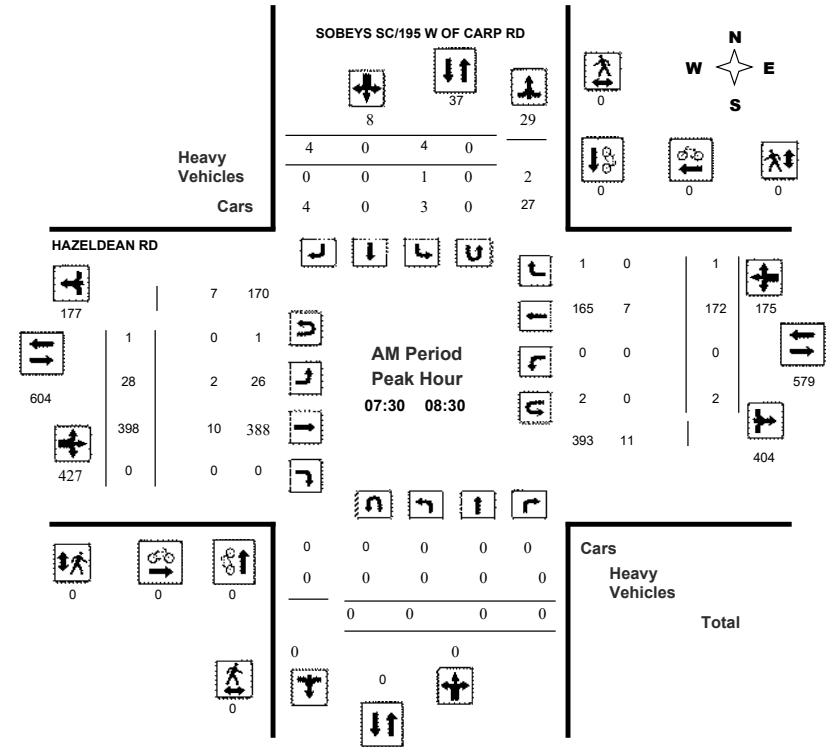 SOBEYS SC/195 W OF CARP RD
N
W E
S
37
0
8 29
4 0 4 0
Heavy
Vehicles
0 0 1 0 2
Cars
4 0 3 0 27
0 0 0
HAZELDEAN RD
177
7 170
1 0 1
604
28 2 26
398 10 388
427
0 0 0
AM Period
Peak Hour
07:30 08:30
1 0 1
165 7 172 175
0 0 0
579
2 0 2
393 11
404
0 0 0 0 0
Cars
0 0 0 0 0
Heavy
Vehicles
0 0 0 0
Total
0 0 0
0 0
0
0